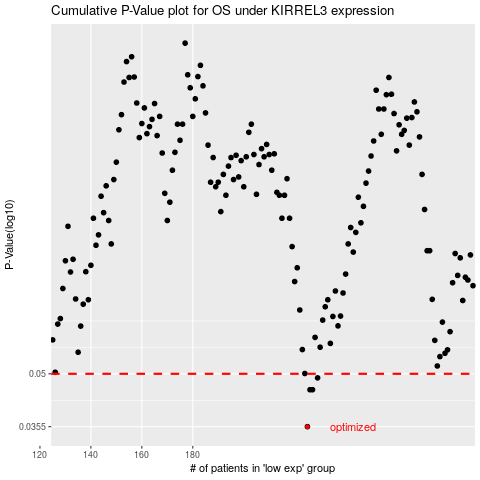 Cumulative P-Value plot for OS under KIRREL3 expression
P-Value(log10)
0.05
0.0355
optimized
120 140 160 180
# of patients in 'low exp' group